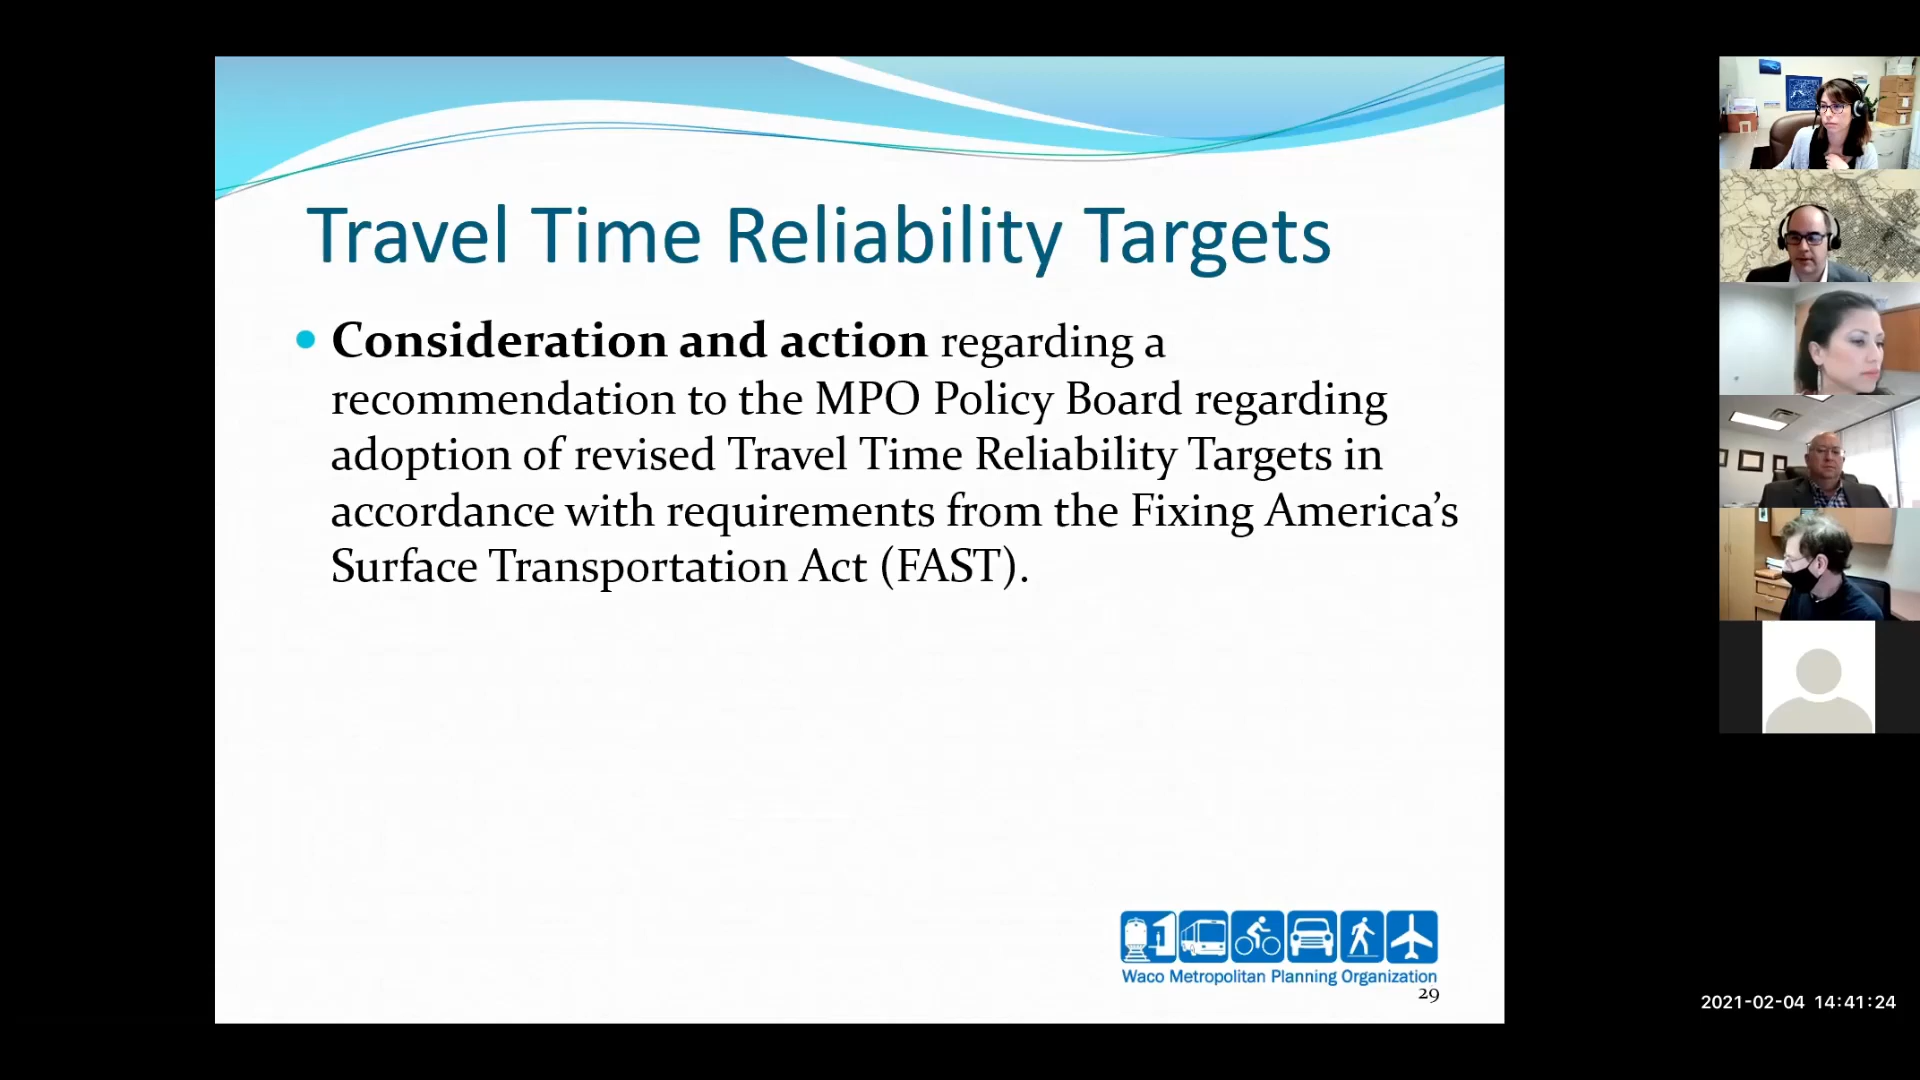 Travel Time Reliability Targets
• Consideration and action regarding a
recommendation to the MPO Policy Board regarding
adoption of revised Travel Time Reliability Targets in
accordance with requirements from the Fixing America’s
Surface Transportation Act (FAST).
Waco Metropolitan Planning Organization
29
2021-02-04 14:41:24